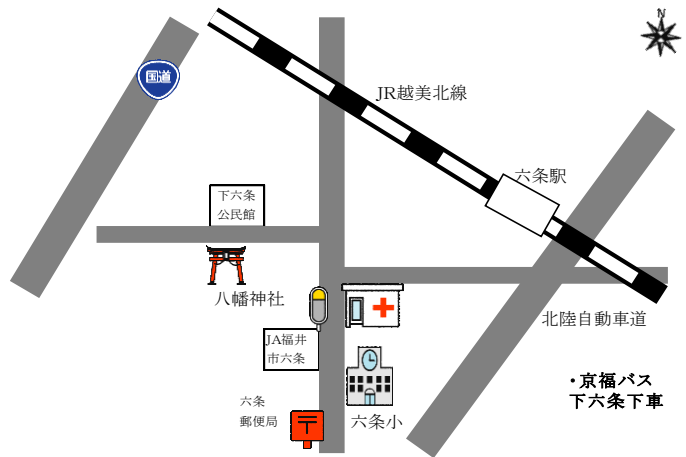 N
国道
JR越美北線
六条駅
下六条
公民館
八幡神社
北陸自動車道
JA福井
市六条
・京福バス
下六条下車
六条
郵便局
六条小